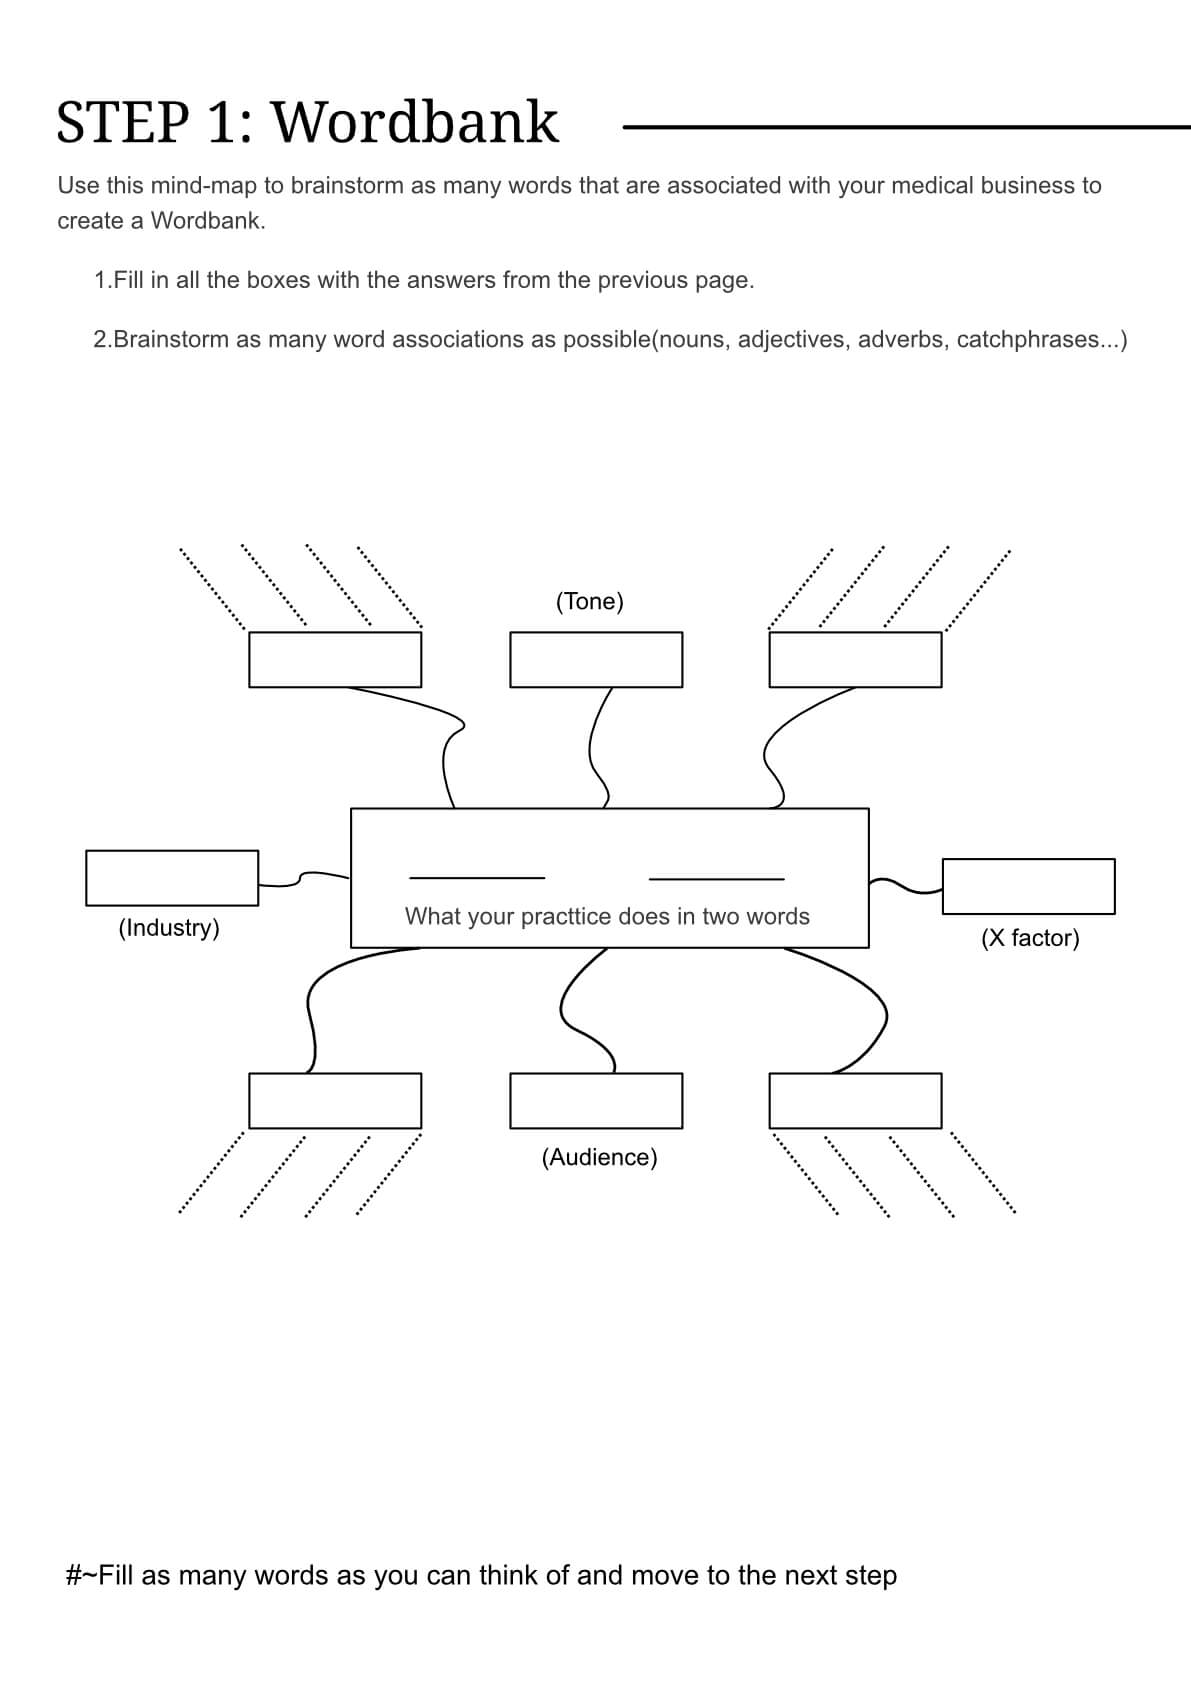 STEP 1: Wordbank
Use this mind-map to brainstorm as many words that are associated with your medical business to
create a Wordbank.
1.Fill in all the boxes with the answers from the previous page.
2.Brainstorm as many word associations as possible(nouns, adjectives, adverbs, catchphrases...)
(Tone)
What your practtice does in two words
(Industry)
(X factor)
(Audience)
#~Fill as many words as you can think of and move to the next step